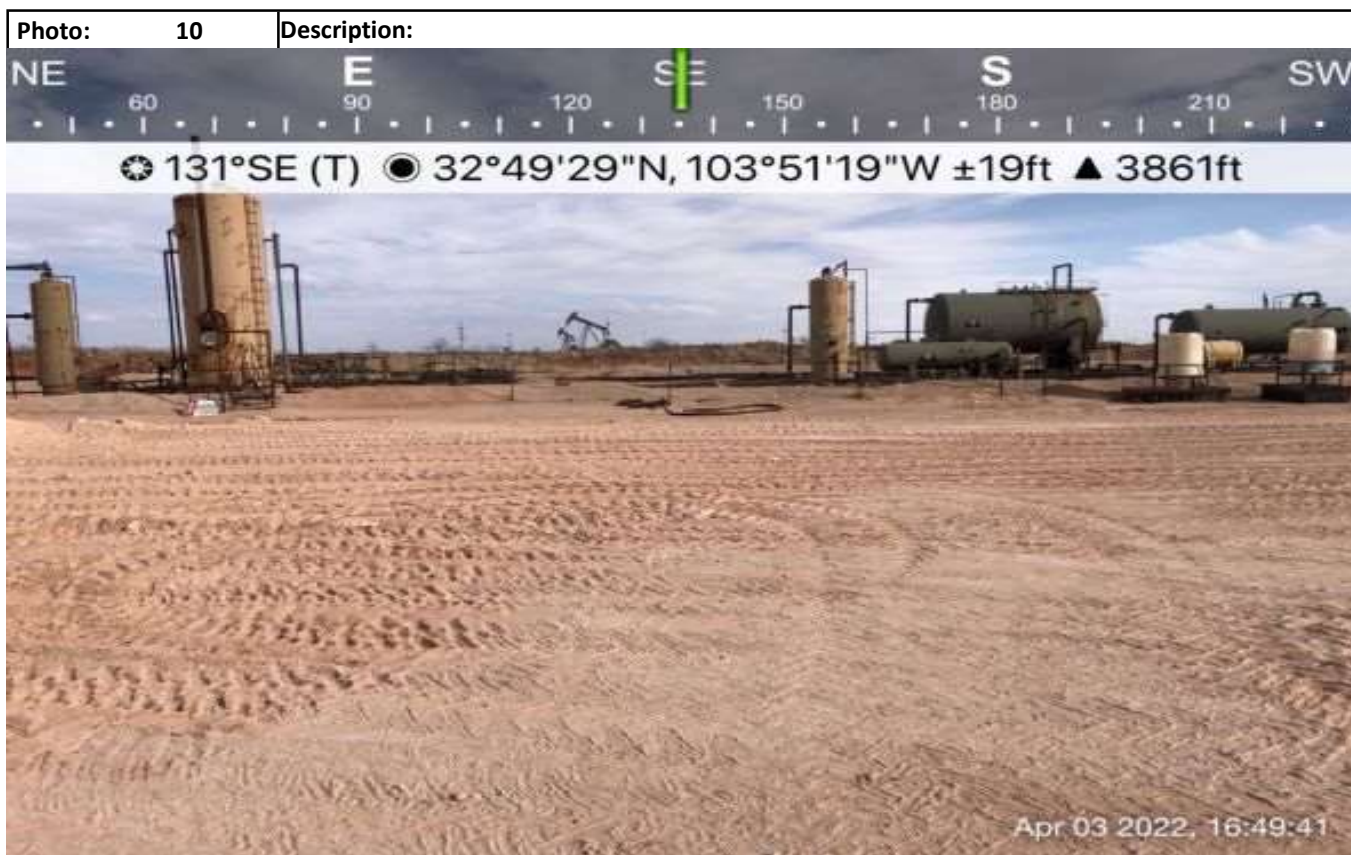 Photo: 10 Description:
NE E SE S SW
60 90 120 150 180 210
131°SE (T) 32°49'29"N, 103°51'19"W ±19ft ▲ 3861ft
Apr 03 2022, 16:49:41